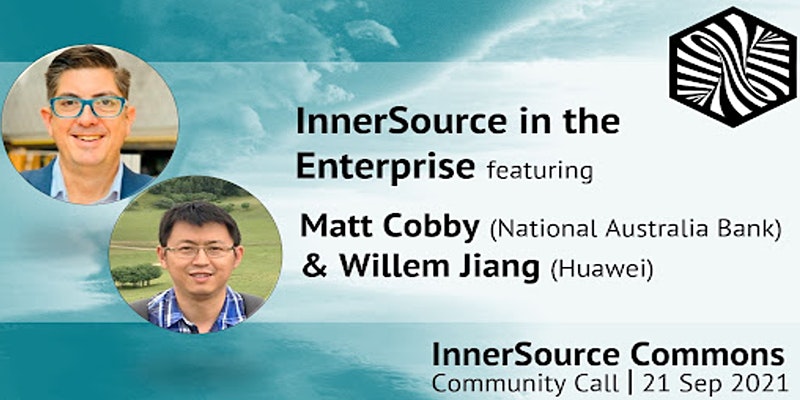 InnerSource in the
Enterprise featuring
Matt Cobby (National Australia Bank)
& Willem Jiang (Huawei)
InnerSource Commons
Community Call | 21 Sep 2021